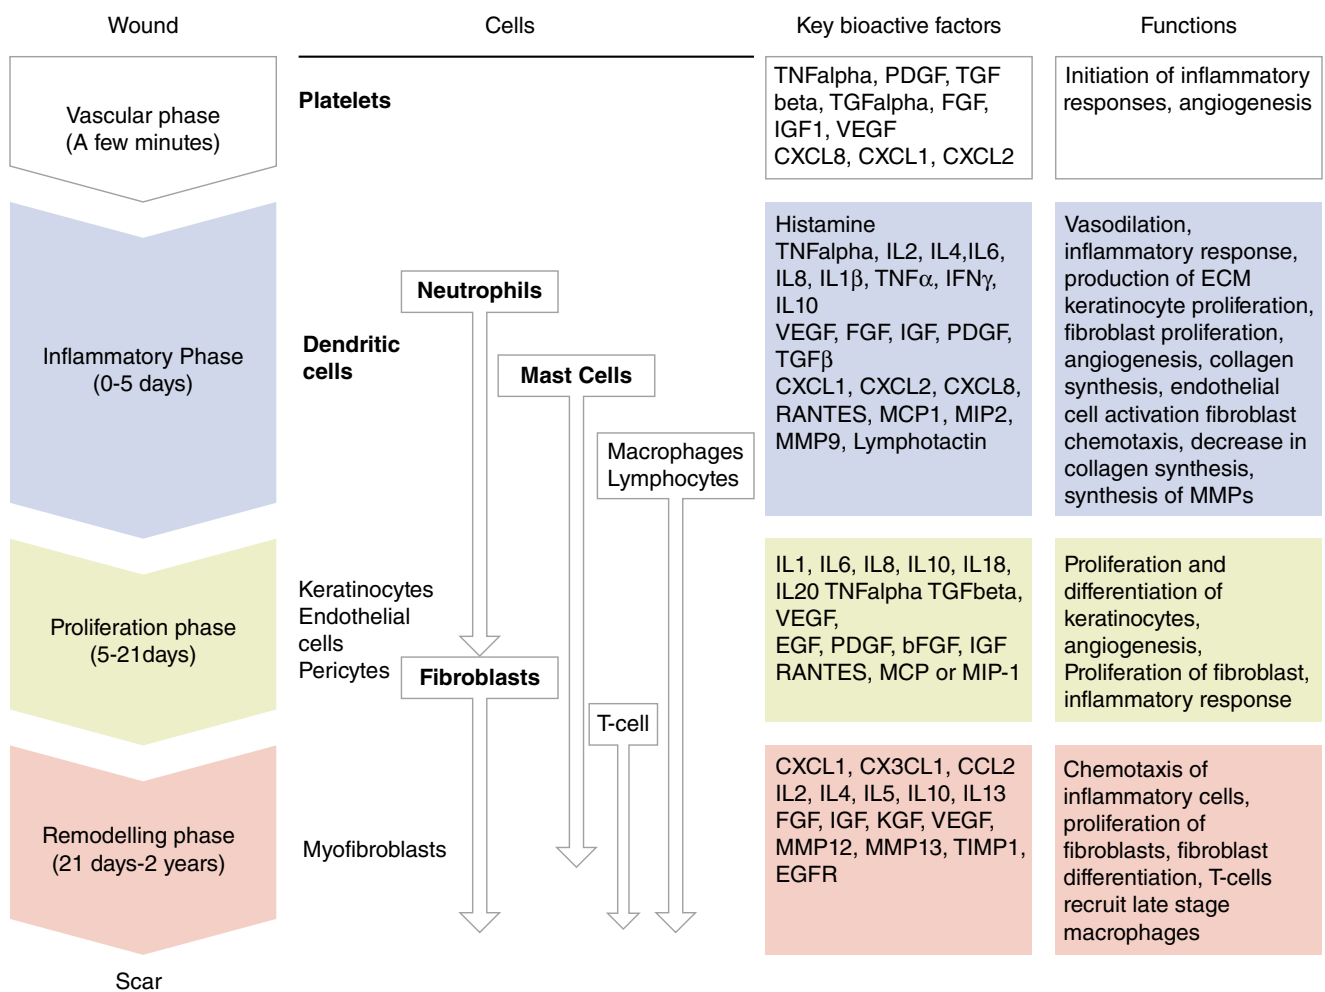 Wound
Cells
Key bioactive factors
Functions
Vascular phase
(A few minutes)
Platelets
TNFalpha, PDGF, TGF
beta, TGFalpha, FGF,
IGF1, VEGF
CXCL8, CXCL1, CXCL2
Initiation of inflammatory
responses, angiogenesis
Inflammatory Phase
(0-5 days)
Neutrophils
Dendritic
cells
Mast Cells
Macrophages
Lymphocytes
Histamine
TNFalpha, IL2, IL4,IL6,
IL8, IL1β, TNFα, IFNγ,
IL10
VEGF, FGF, IGF, PDGF,
TGFβ
CXCL1, CXCL2, CXCL8,
RANTES, MCP1, MIP2,
MMP9, Lymphotactin
Vasodilation,
inflammatory response,
production of ECM
keratinocyte proliferation,
fibroblast proliferation,
angiogenesis, collagen
synthesis, endothelial
cell activation fibroblast
chemotaxis, decrease in
collagen synthesis,
synthesis of MMPs
Proliferation phase
(5-21days)
Keratinocytes
Endothelial
cells
Pericytes
Fibroblasts
T-cell
IL1, IL6, IL8, IL10, IL18,
IL20 TNFalpha TGFbeta,
VEGF,
EGF, PDGF, bFGF, IGF
RANTES, MCP or MIP-1
Proliferation and
differentiation of
keratinocytes,
angiogenesis,
Proliferation of fibroblast,
inflammatory response
Remodelling phase
(21 days-2 years)
Myofibroblasts
CXCL1, CX3CL1, CCL2
IL2, IL4, IL5, IL10, IL13
FGF, IGF, KGF, VEGF,
MMP12, MMP13, TIMP1,
EGFR
Chemotaxis of
inflammatory cells,
proliferation of
fibroblasts, fibroblast
differentiation, T-cells
recruit late stage
macrophages
Scar